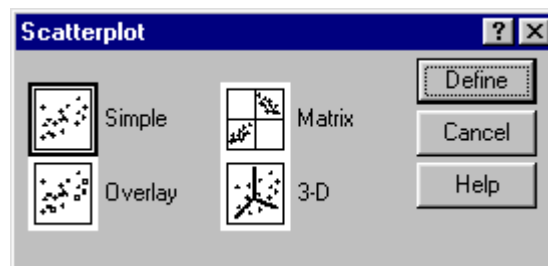 Scatterplot
Simple
Matrix
Define
Cancel
Overlay
3-D
Help